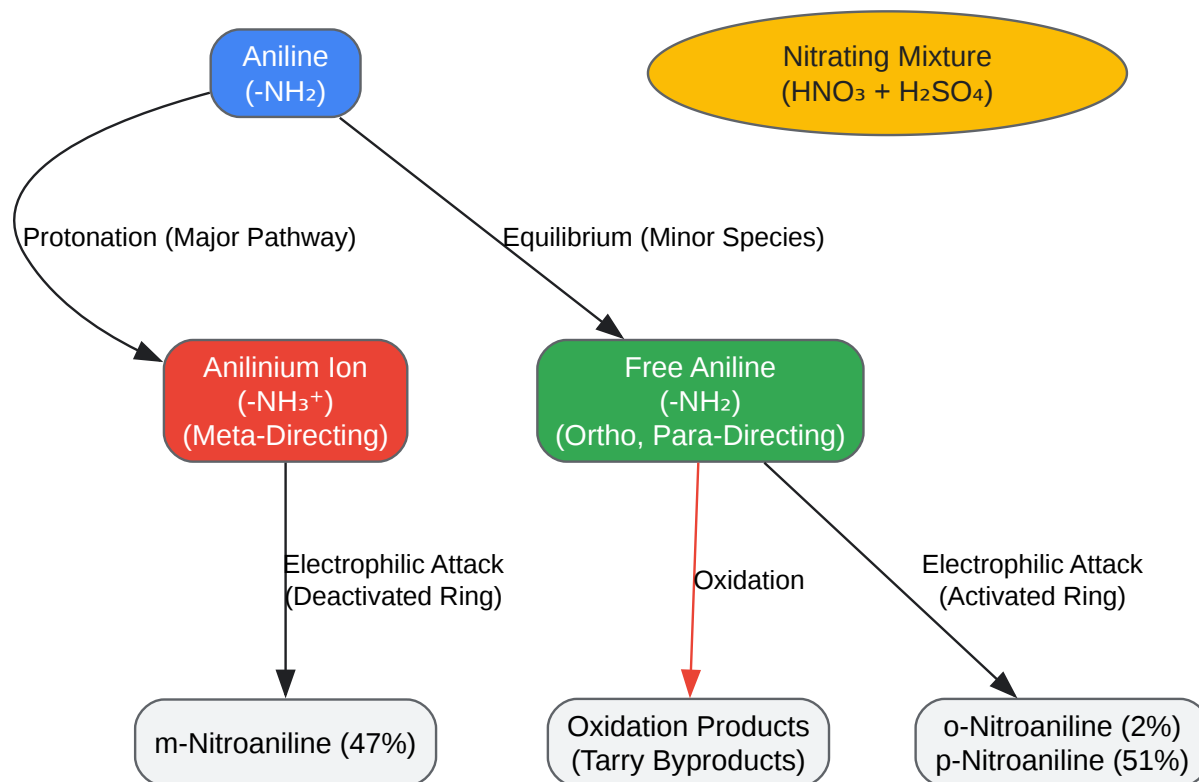 Aniline
(-NH₂)
Nitrating Mixture
(HNO₃ + H₂SO₄)
Protonation (Major Pathway)
Equilibrium (Minor Species)
Anilinium Ion
(-NH₃⁺)
(Meta-Directing)
Free Aniline
(-NH₂)
(Ortho, Para-Directing)
Electrophilic Attack
(Deactivated Ring)
Oxidation
Electrophilic Attack
(Activated Ring)
m-Nitroaniline (47%)
Oxidation Products
(Tarry Byproducts)
o-Nitroaniline (2%)
p-Nitroaniline (51%)